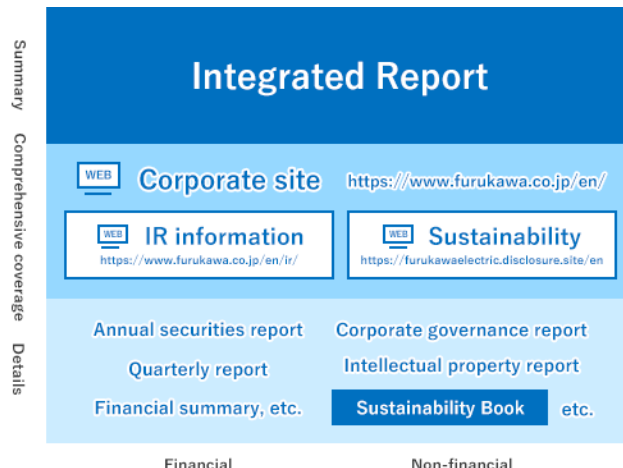 Summary
Integrated Report
Comprehensive coverage
WEB Corporate site https://www.furukawa.co.jp/en/
WEB IR information
https://www.furukawa.co.jp/en/ir/
WEB Sustainability
https://furukawaelectric.disclosure.site/en
Details
Annual securities report
Quarterly report
Financial summary, etc.
Corporate governance report
Intellectual property report
Sustainability Book etc.
Financial
Non-financial